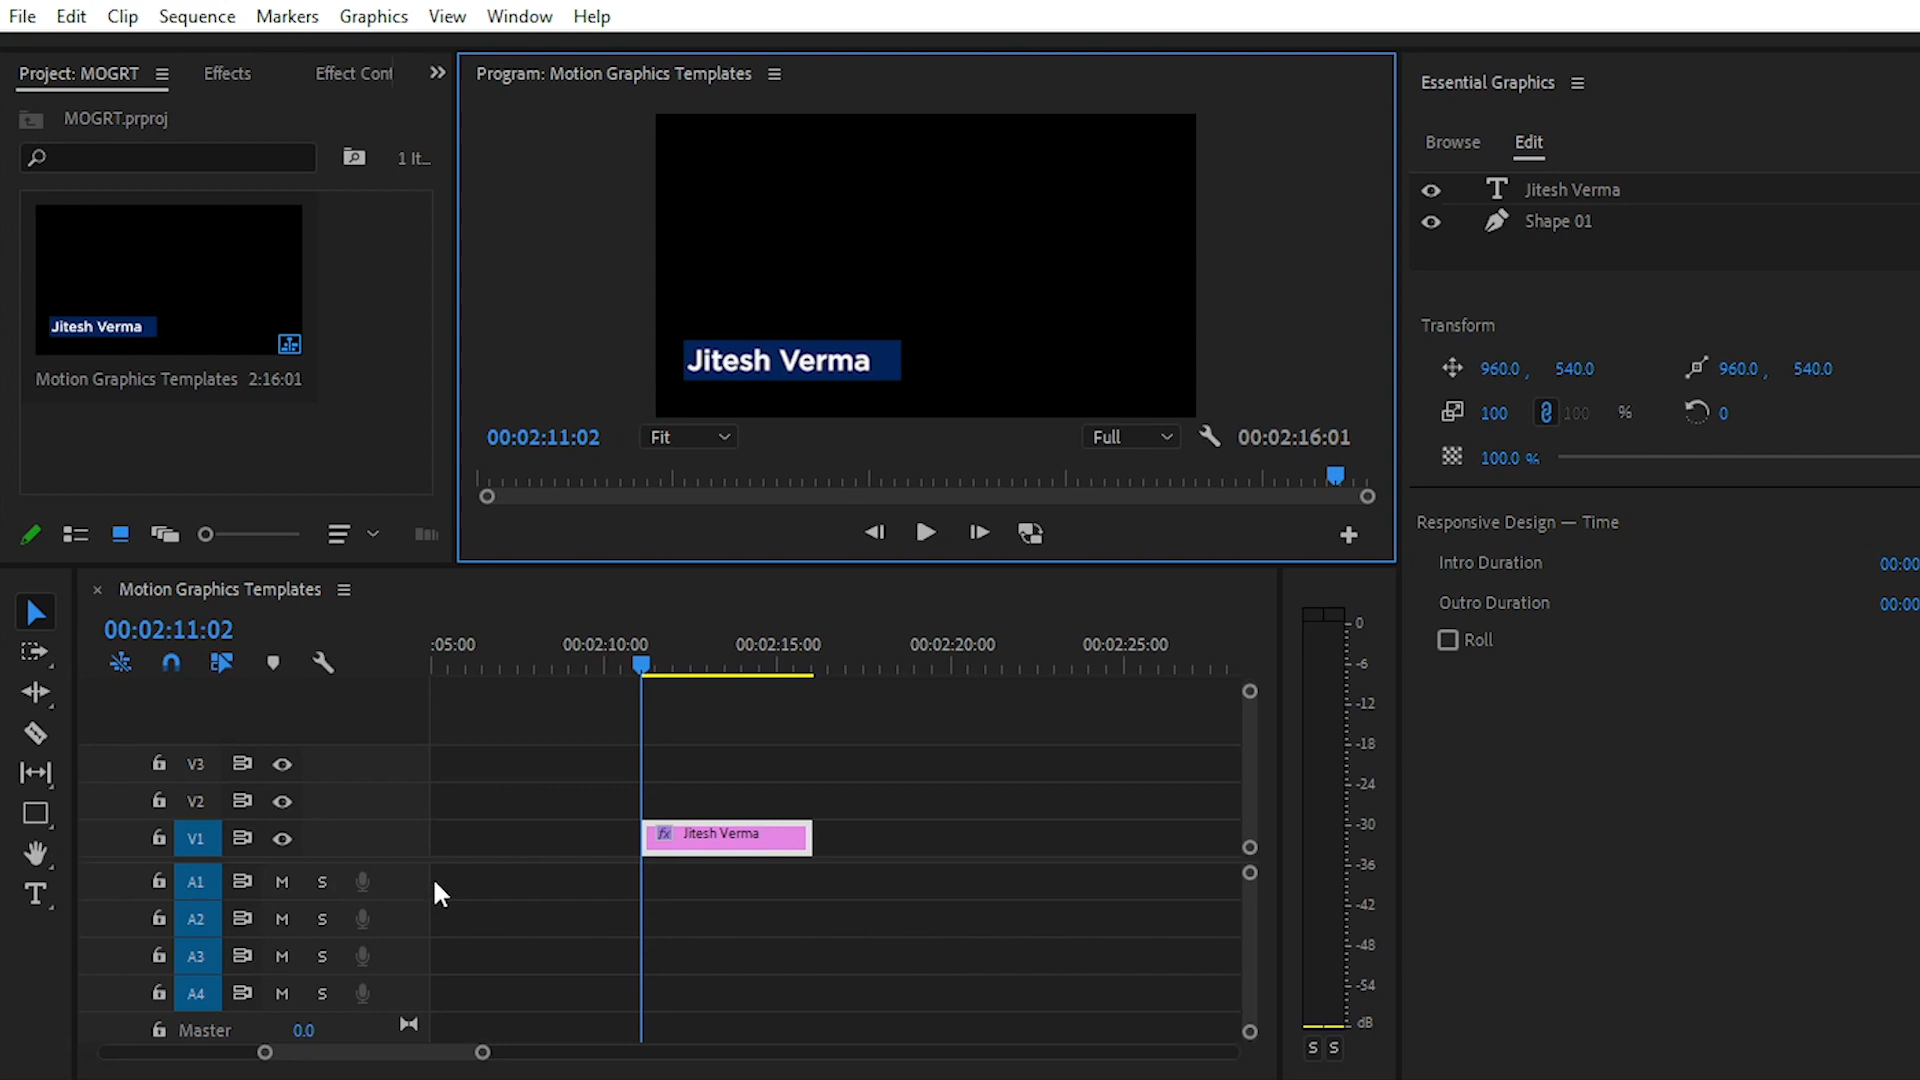 File Edit Clip Sequence Markers Graphics View Window Help
Project: MOGRT Effects Effect Cont
MOGRT.prproj
1 It...
Jitesh Verma
Motion Graphics Templates 2:16:01
Program: Motion Graphics Templates
Jitesh Verma
00:02:11:02 Fit Full 00:02:16:01
Essential Graphics
Browse Edit
Jitesh Verma
Shape 01
Transform
960.0 , 540.0 960.0 , 540.0
100 100 % 0
100.0 %
Responsive Design — Time
Intro Duration 00:00
Outro Duration 00:00
Roll
× Motion Graphics Templates
00:02:11:02
:05:00 00:02:10:00 00:02:15:00 00:02:20:00 00:02:25:00
V3
V2
V1 fx Jitesh Verma
A1 M S
A2 M S
A3 M S
A4 M S
Master 0.0
0
-6
-12
-18
-24
-30
-36
-42
-48
-54
dB
S S